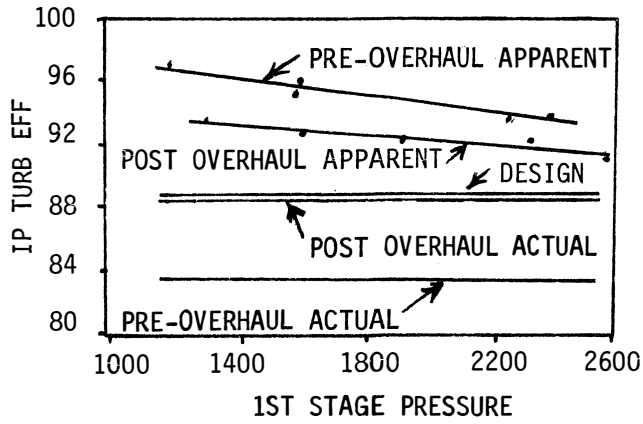 100
96
92
88
84
80
IP TURB EFF
PRE-OVERHAUL APPARENT
POST OVERHAUL APPARENT
DESIGN
POST OVERHAUL ACTUAL
PRE-OVERHAUL ACTUAL
1000 1400 1800 2200 2600
1ST STAGE PRESSURE